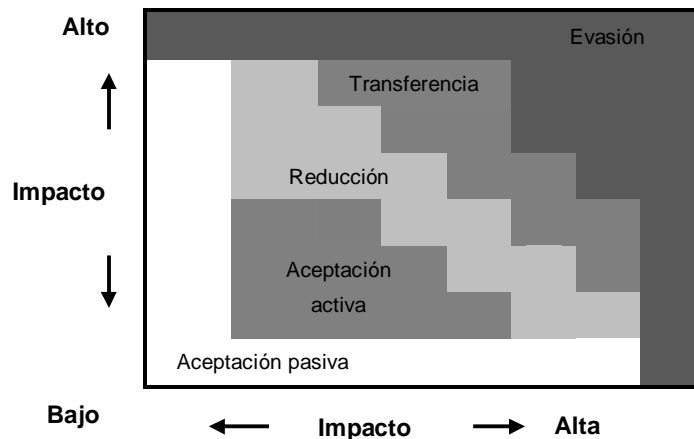 Alto
Evasión
Transferencia
Impacto
Reducción
Aceptación
activa
Aceptación pasiva
Bajo
Impacto
Alta